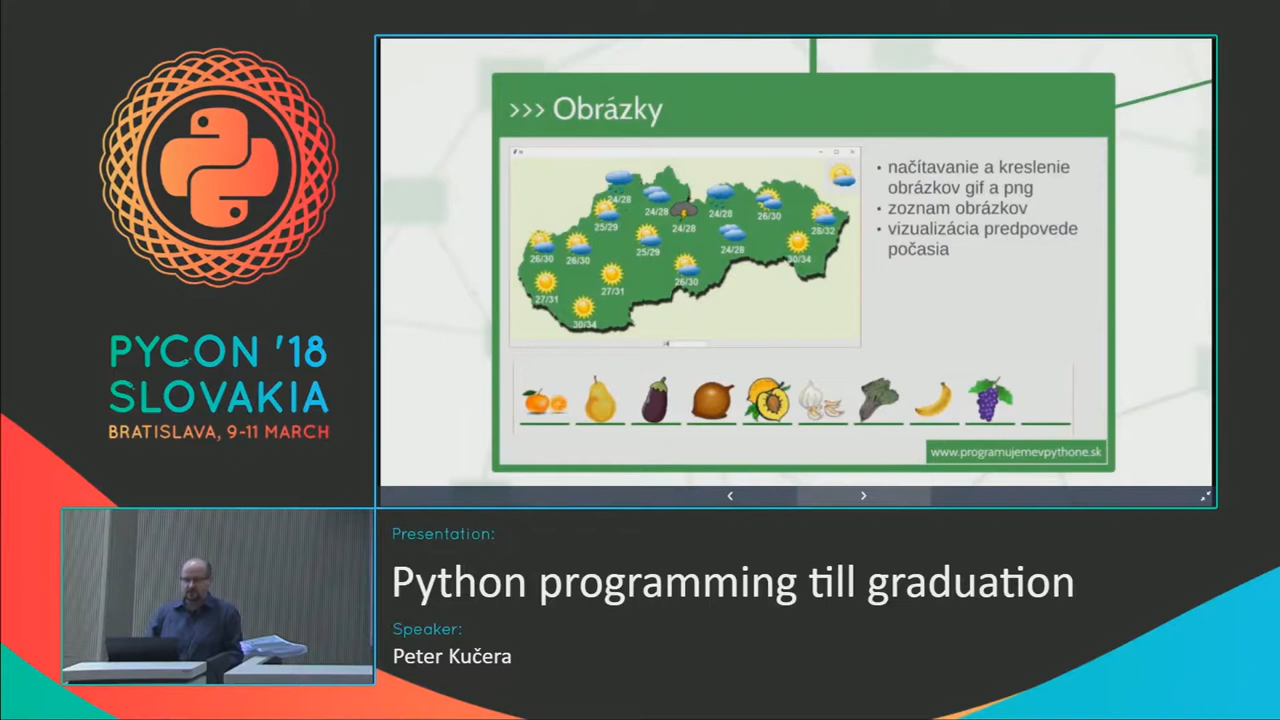 PYCON '18
SLOVAKIA
BRATISLAVA, 9-11 MARCH
>>> Obrázky
24/28
24/28
24/28
26/30
25/29
24/28
28/32
26/30
26/30
25/29
24/28
30/34
27/31
27/31
26/30
30/34
• načítavanie a kreslenie
obrázkov gif a png
• zoznam obrázkov
• vizualizácia predpovede
počasia
www.programujemevpythone.sk
Presentation:
Python programming till graduation
Speaker:
Peter Kučera